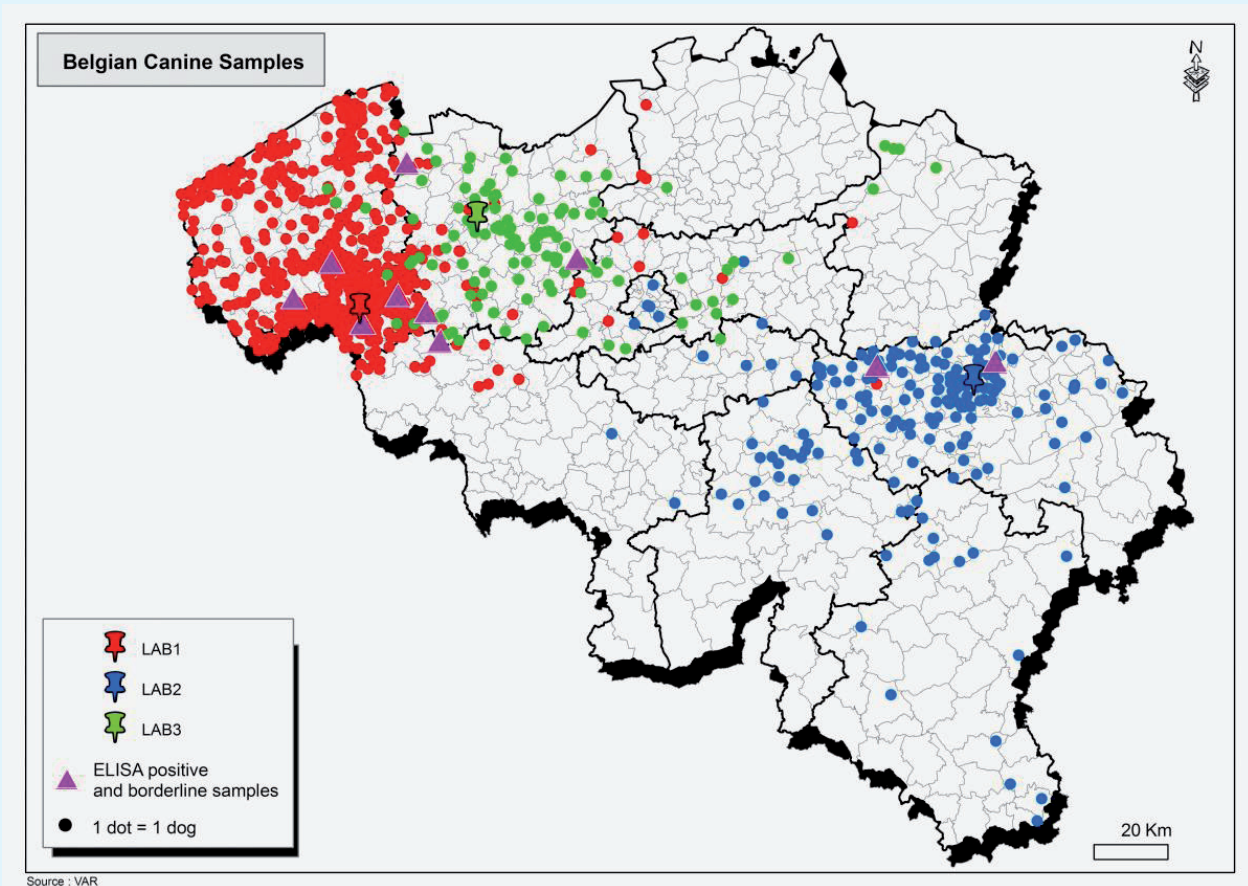 Belgian Canine Samples
N
LAB1
LAB2
LAB3
ELISA positive
and borderline samples
1 dot = 1 dog
20 Km
Source : VAR